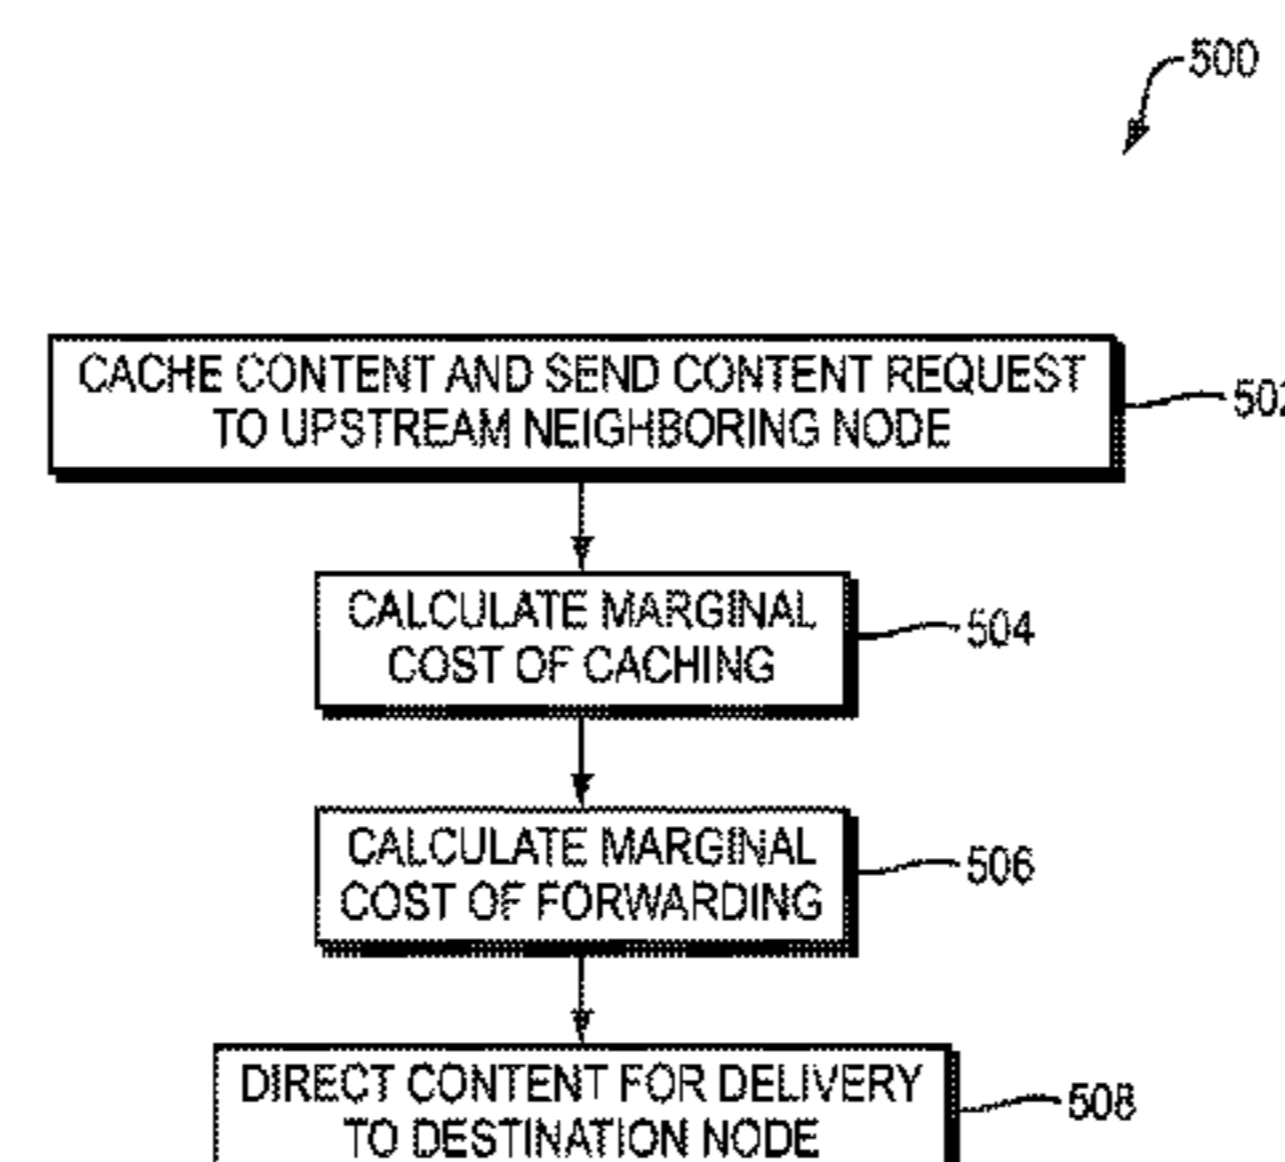 500
CACHE CONTENT AND SEND CONTENT REQUEST
TO UPSTREAM NEIGHBORING NODE
CALCULATE MARGINAL
COST OF CACHING
504
CALCULATE MARGINAL
COST OF FORWARDING
506
DIRECT CONTENT FOR DELIVERY
TO DESTINATION NODE
508